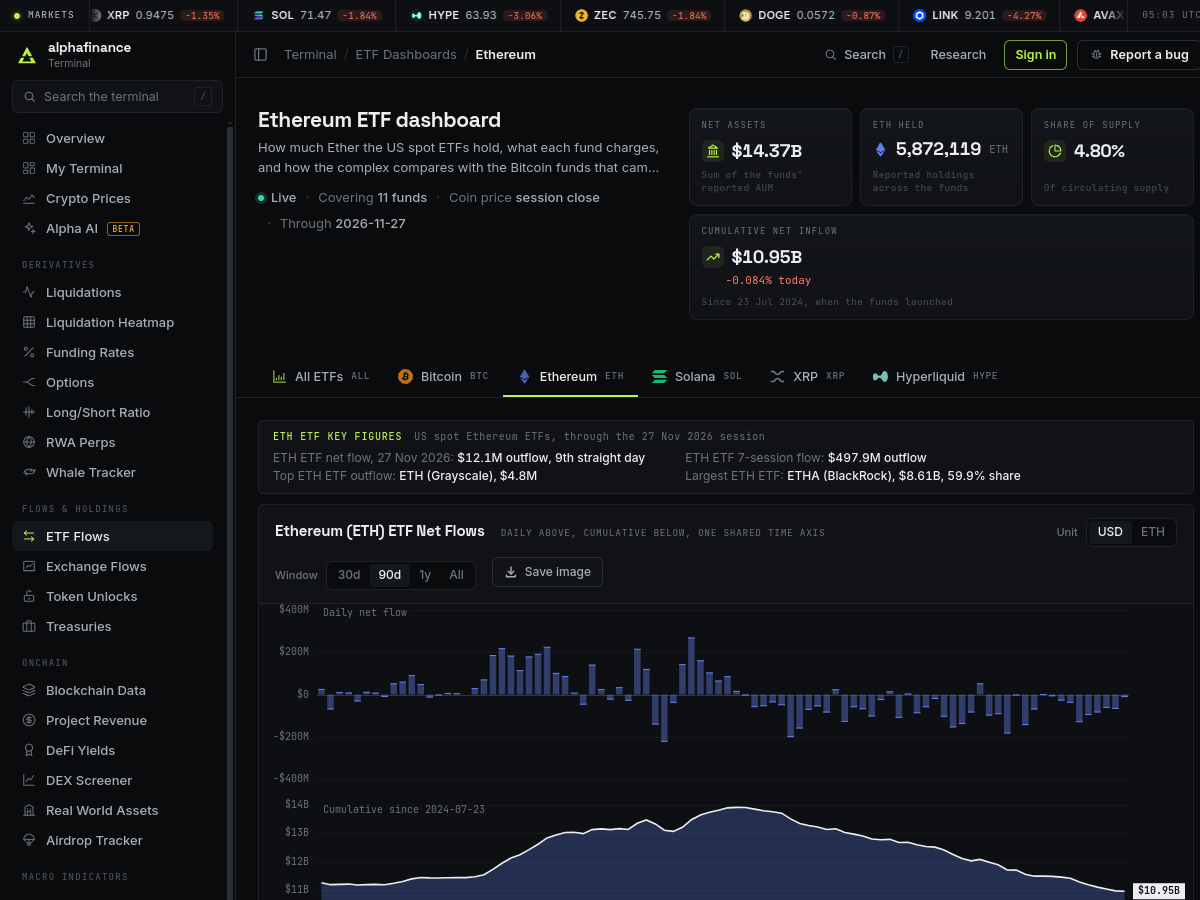 MARKETS XRP 0.9475 -1.35% SOL 71.47 -1.84% HYPE 63.93 -3.06% ZEC 745.75 -1.84% DOGE 0.0572 -0.87% LINK 9.201 -4.27% AVAX 05:03 UTC
alphafinance
Terminal
Search the terminal /
Overview
My Terminal
Crypto Prices
Alpha AI BETA
DERIVATIVES
Liquidations
Liquidation Heatmap
Funding Rates
Options
Long/Short Ratio
RWA Perps
Whale Tracker
FLOWS & HOLDINGS
ETF Flows
Exchange Flows
Token Unlocks
Treasuries
ONCHAIN
Blockchain Data
Project Revenue
DeFi Yields
DEX Screener
Real World Assets
Airdrop Tracker
MACRO INDICATORS
Terminal / ETF Dashboards / Ethereum
Search / Research Sign in Report a bug
Ethereum ETF dashboard
How much Ether the US spot ETFs hold, what each fund charges,
and how the complex compares with the Bitcoin funds that cam...
Live · Covering 11 funds · Coin price session close
· Through 2026-11-27
NET ASSETS
$14.37B
Sum of the funds'
reported AUM
ETH HELD
5,872,119 ETH
Reported holdings
across the funds
SHARE OF SUPPLY
4.80%
Of circulating supply
CUMULATIVE NET INFLOW
$10.95B
-0.084% today
Since 23 Jul 2024, when the funds launched
All ETFs ALL Bitcoin BTC Ethereum ETH Solana SOL XRP XRP Hyperliquid HYPE
ETH ETF KEY FIGURES US spot Ethereum ETFs, through the 27 Nov 2026 session
ETH ETF net flow, 27 Nov 2026: $12.1M outflow, 9th straight day
ETH ETF 7-session flow: $497.9M outflow
Top ETH ETF outflow: ETH (Grayscale), $4.8M
Largest ETH ETF: ETHA (BlackRock), $8.61B, 59.9% share
Ethereum (ETH) ETF Net Flows DAILY ABOVE, CUMULATIVE BELOW, ONE SHARED TIME AXIS
Unit USD ETH
Window 30d 90d 1y All Save image
$400M
Daily net flow
$200M
$0
-$200M
-$400M
$14B
Cumulative since 2024-07-23
$13B
$12B
$11B
$10.95B